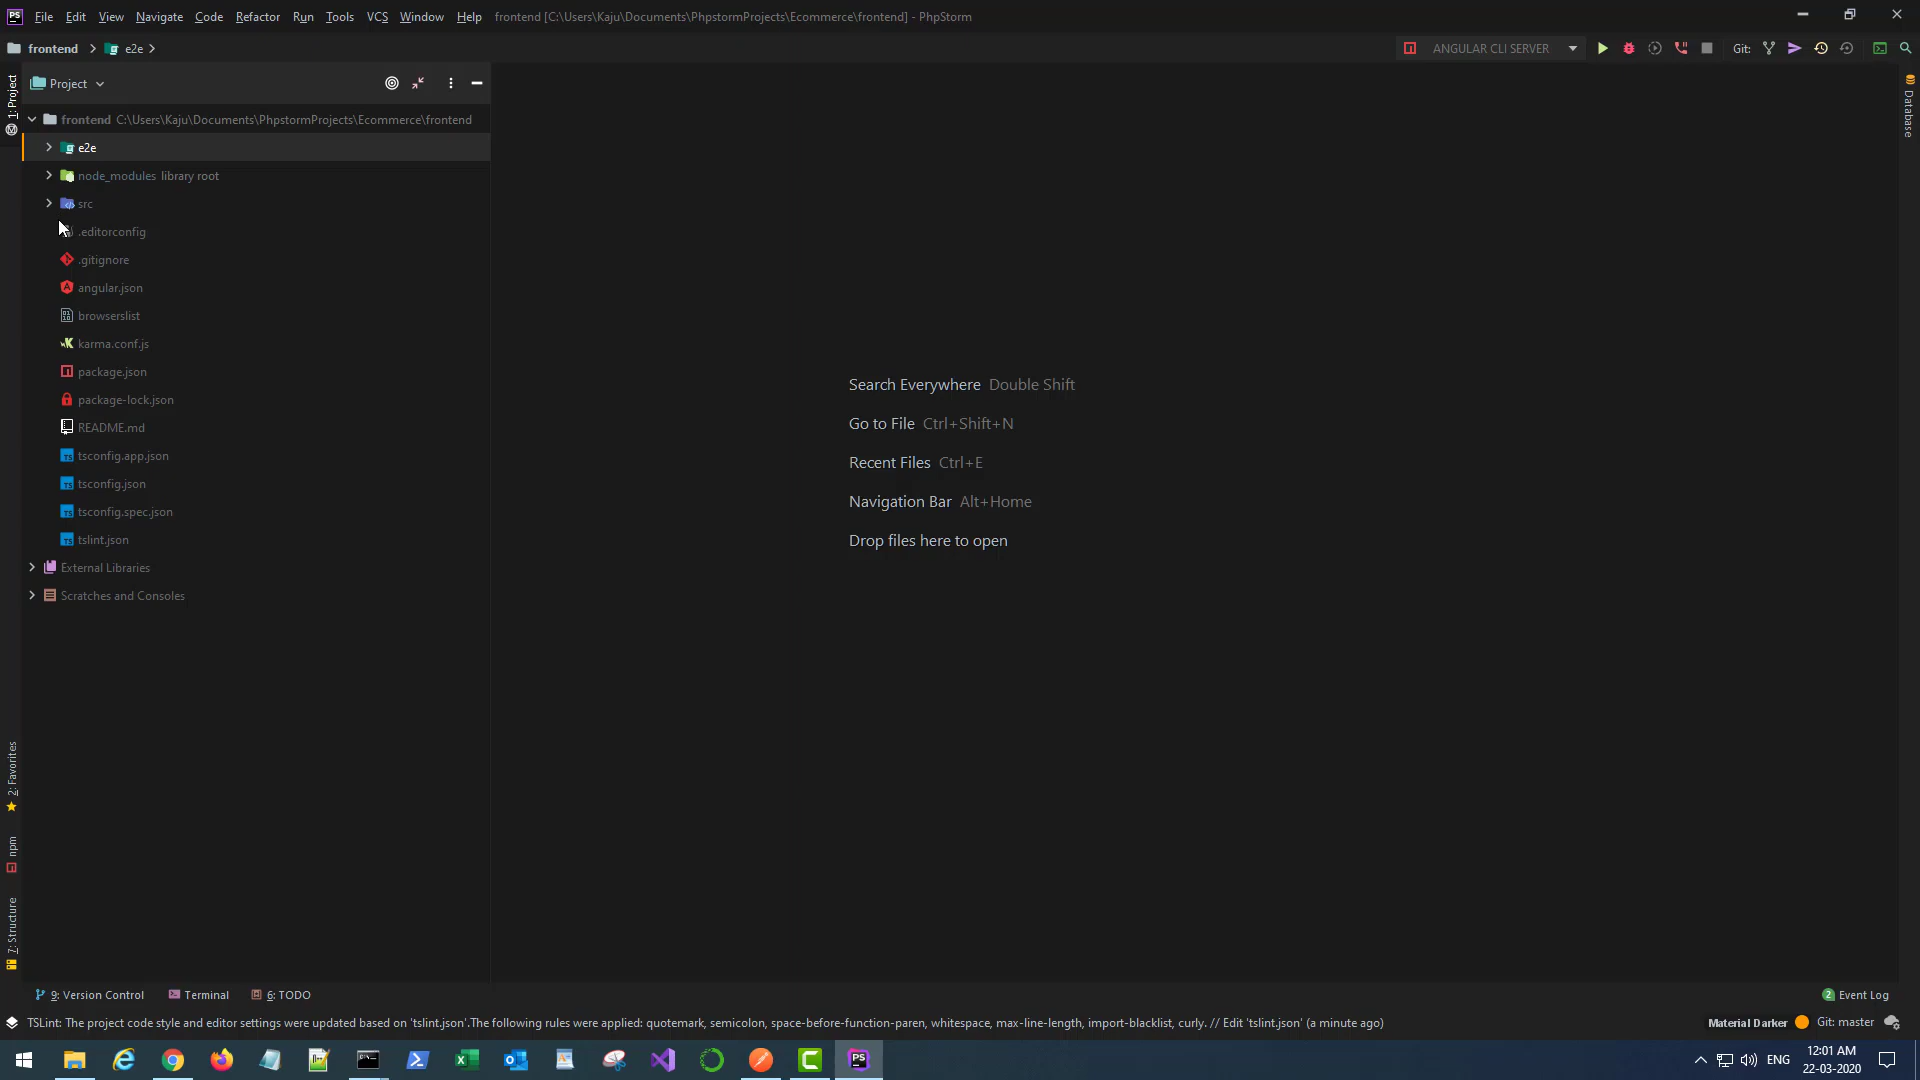 PS File Edit View Navigate Code Refactor Run Tools VCS Window Help frontend [C:\Users\Kaju\Documents\PhpstormProjects\Ecommerce\frontend] - PhpStorm
frontend e2e ANGULAR CLI SERVER Git:
Project
1: Project
Database
frontend C:\Users\Kaju\Documents\PhpstormProjects\Ecommerce\frontend
e2e
node_modules library root
src
.editorconfig
.gitignore
angular.json
browserslist
karma.conf.js
package.json
package-lock.json
README.md
tsconfig.app.json
tsconfig.json
tsconfig.spec.json
tslint.json
External Libraries
Scratches and Consoles
Search Everywhere Double Shift
Go to File Ctrl+Shift+N
Recent Files Ctrl+E
Navigation Bar Alt+Home
Drop files here to open
2: Favorites
npm
7: Structure
9: Version Control Terminal 6: TODO 2 Event Log
TSLint: The project code style and editor settings were updated based on 'tslint.json'.The following rules were applied: quotemark, semicolon, space-before-function-paren, whitespace, max-line-length, import-blacklist, curly. // Edit 'tslint.json' (a minute ago) Material Darker Git: master
ENG 12:01 AM
22-03-2020